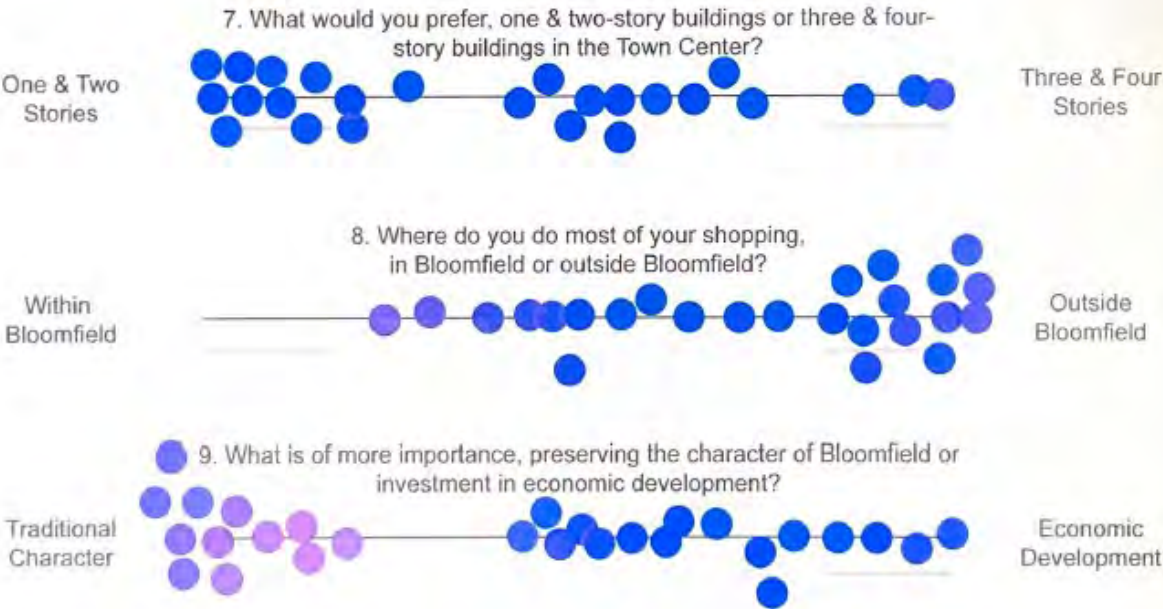 7. What would you prefer, one & two-story buildings or three & four-
story buildings in the Town Center?
One & Two
Stories
Three & Four
Stories
8. Where do you do most of your shopping,
in Bloomfield or outside Bloomfield?
Within
Bloomfield
Outside
Bloomfield
9. What is of more importance, preserving the character of Bloomfield or
investment in economic development?
Traditional
Character
Economic
Development